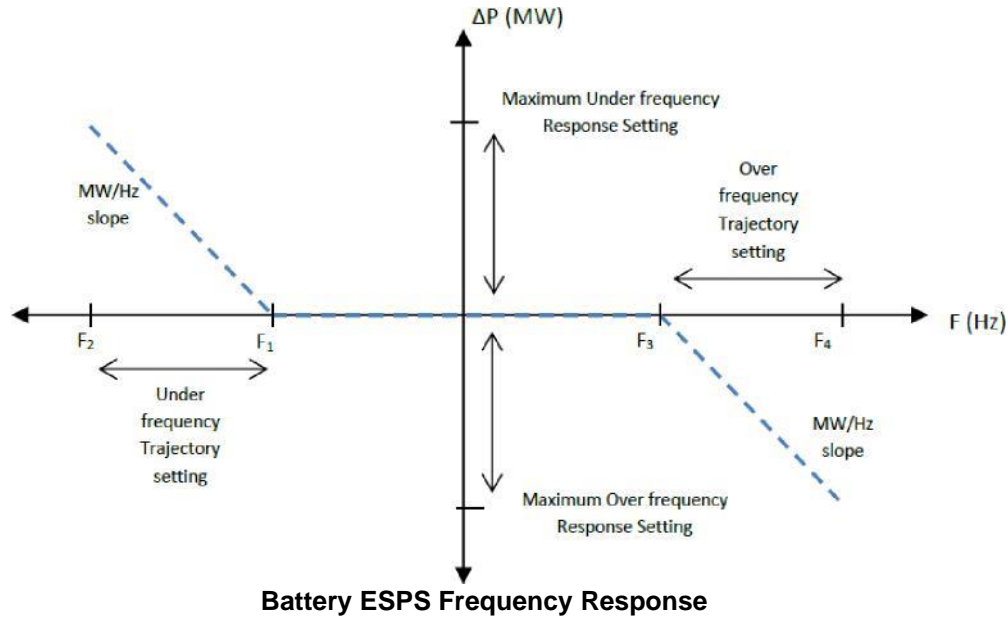 ΔP (MW)
Maximum Under frequency
Response Setting
Over
frequency
Trajectory
setting
MW/Hz
slope
F₂
F₁
F₃
F₄
F (Hz)
Under
frequency
Trajectory
setting
MW/Hz
slope
Maximum Over frequency
Response Setting
Battery ESPS Frequency Response